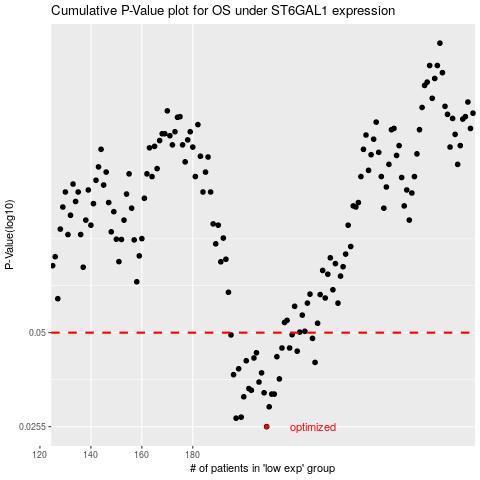 Cumulative P-Value plot for OS under ST6GAL1 expression
P-Value(log10)
0.05
0.0255
optimized
120 140 160 180
# of patients in 'low exp' group